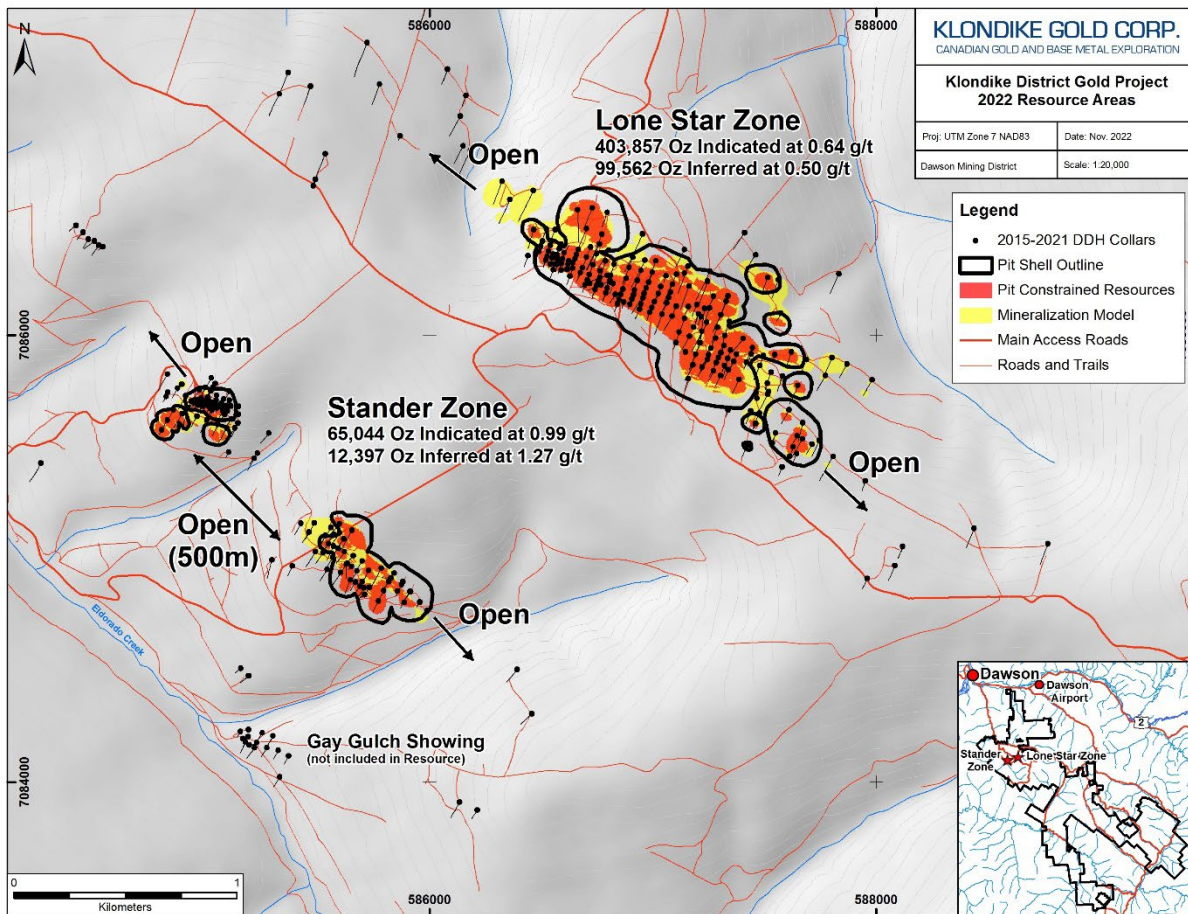 586000
588000
N
KLONDIKE GOLD CORP.
CANADIAN GOLD AND BASE METAL EXPLORATION
Klondike District Gold Project
2022 Resource Areas
Proj: UTM Zone 7 NAD83
Date: Nov. 2022
Dawson Mining District
Scale: 1:20,000
Lone Star Zone
403,857 Oz Indicated at 0.64 g/t
99,562 Oz Inferred at 0.50 g/t
Open
Legend
2015-2021 DDH Collars
Pit Shell Outline
Pit Constrained Resources
Mineralization Model
Main Access Roads
Roads and Trails
7086000
Open
Stander Zone
65,044 Oz Indicated at 0.99 g/t
12,397 Oz Inferred at 1.27 g/t
Open
Open
(500m)
Open
Eldorado Creek
Gay Gulch Showing
(not included in Resource)
7084000
Dawson
Dawson
Airport
2
Stander
Zone
Lone Star Zone
0
1
Kilometers
586000
588000